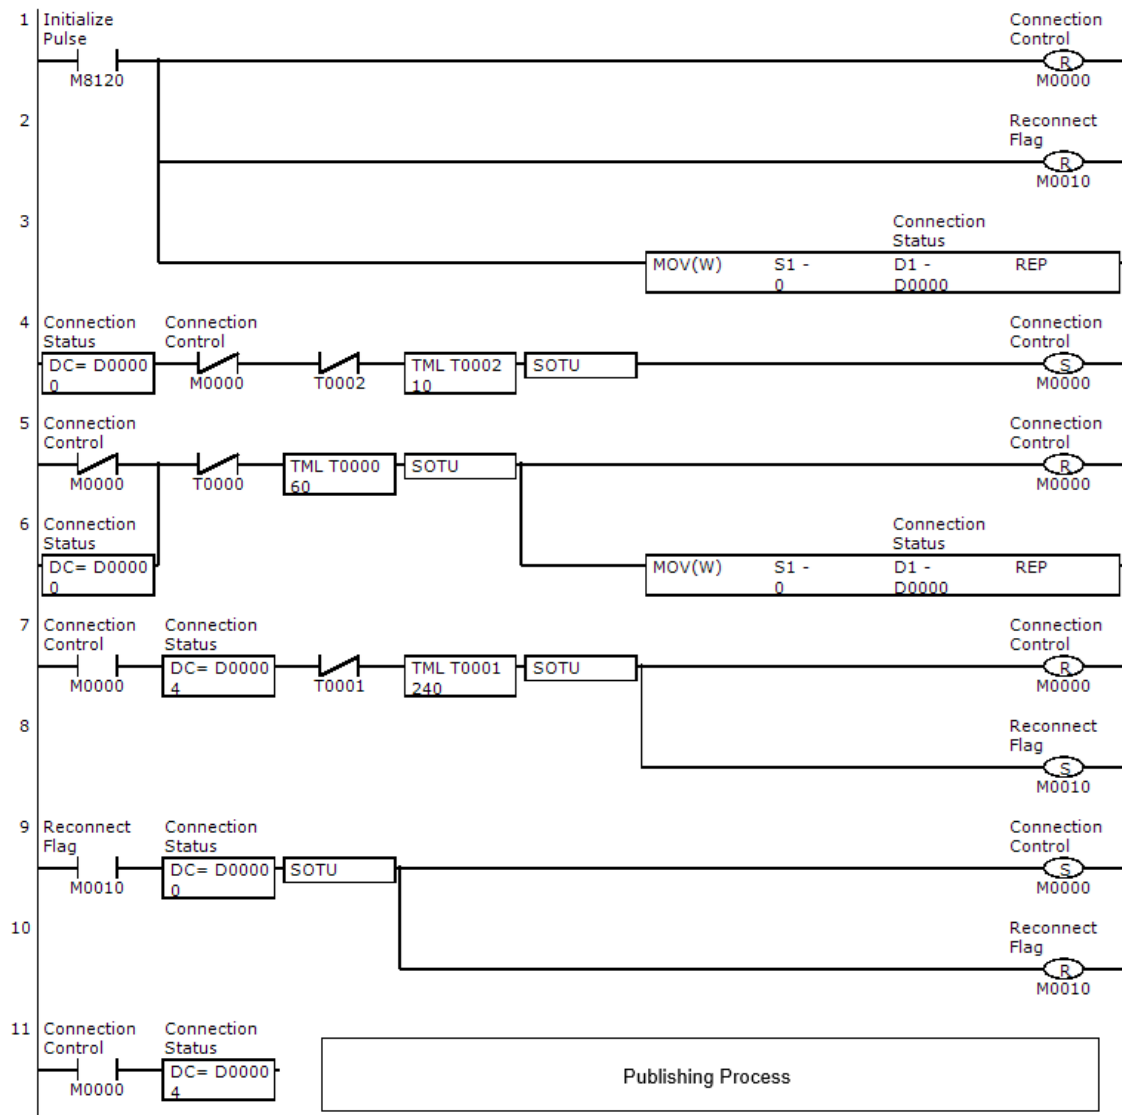 1 Initialize Pulse Connection Control
M8120 R M0000
2 Reconnect Flag
R M0010
3 Connection Status
MOV(W) S1 - 0 D1 - D0000 REP
4 Connection Status Connection Control Connection Control
DC= D0000 0 M0000 T0002 TML T0002 10 SOTU S M0000
5 Connection Control Connection Control
M0000 T0000 TML T0000 60 SOTU R M0000
6 Connection Status Connection Status
DC= D0000 0 MOV(W) S1 - 0 D1 - D0000 REP
7 Connection Control Connection Status Connection Control
M0000 DC= D0000 4 T0001 TML T0001 240 SOTU R M0000
8 Reconnect Flag
S M0010
9 Reconnect Flag Connection Status Connection Control
M0010 DC= D0000 0 SOTU S M0000
10 Reconnect Flag
R M0010
11 Connection Control Connection Status
M0000 DC= D0000 4 Publishing Process